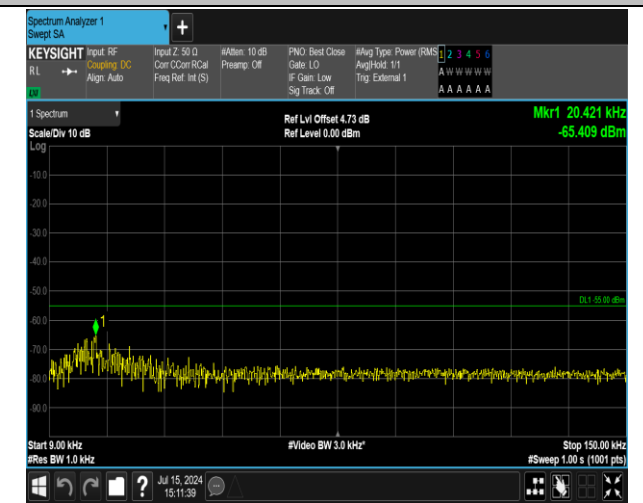 Spectrum Analyzer 1
Swept SA
+
KEYSIGHT
RL
Input: RF
Coupling: DC
Align: Auto
Input Z: 50 Ω
Corr CCorr RCal
Freq Ref: Int (S)
#Atten: 10 dB
Preamp: Off
PNO: Best Close
Gate: LO
IF Gain: Low
Sig Track: Off
#Avg Type: Power (RMS
Avg|Hold: 1/1
Trig: External 1
1 2 3 4 5 6
A W W W W W
A A A A A A
1 Spectrum
Scale/Div 10 dB
Log
Ref Lvl Offset 4.73 dB
Ref Level 0.00 dBm
Mkr1 20.421 kHz
-65.409 dBm
-10.0
-20.0
-30.0
-40.0
-50.0
DL1 -55.00 dBm
-60.0
1
-70.0
-80.0
-90.0
Start 9.00 kHz
#Res BW 1.0 kHz
#Video BW 3.0 kHz*
Stop 150.00 kHz
#Sweep 1.00 s (1001 pts)
?
Jul 15, 2024
15:11:39